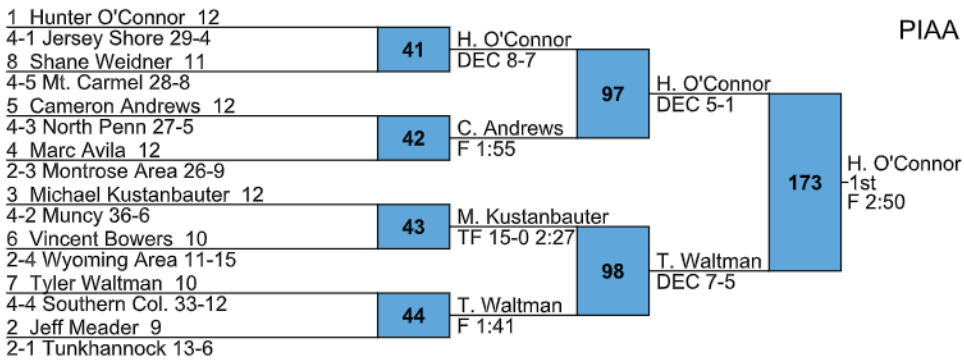 PIAA
1 Hunter O'Connor 12
4-1 Jersey Shore 29-4
8 Shane Weidner 11
4-5 Mt. Carmel 28-8
5 Cameron Andrews 12
4-3 North Penn 27-5
4 Marc Avila 12
2-3 Montrose Area 26-9
3 Michael Kustanbauter 12
4-2 Muncy 36-6
6 Vincent Bowers 10
2-4 Wyoming Area 11-15
7 Tyler Waltman 10
4-4 Southern Col. 33-12
2 Jeff Meader 9
2-1 Tunkhannock 13-6
41
42
43
44
H. O'Connor
DEC 8-7
C. Andrews
F 1:55
M. Kustanbauter
TF 15-0 2:27
T. Waltman
F 1:41
97
98
H. O'Connor
DEC 5-1
T. Waltman
DEC 7-5
173
H. O'Connor
1st
F 2:50